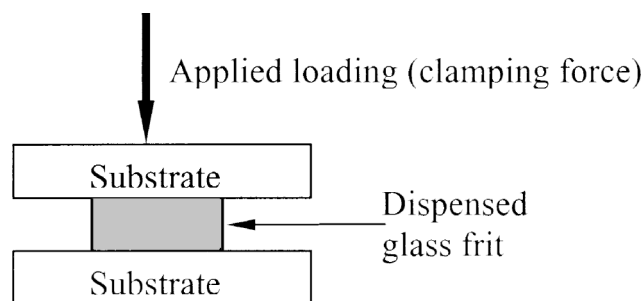 Applied loading (clamping force)
Substrate
Dispensed
glass frit
Substrate